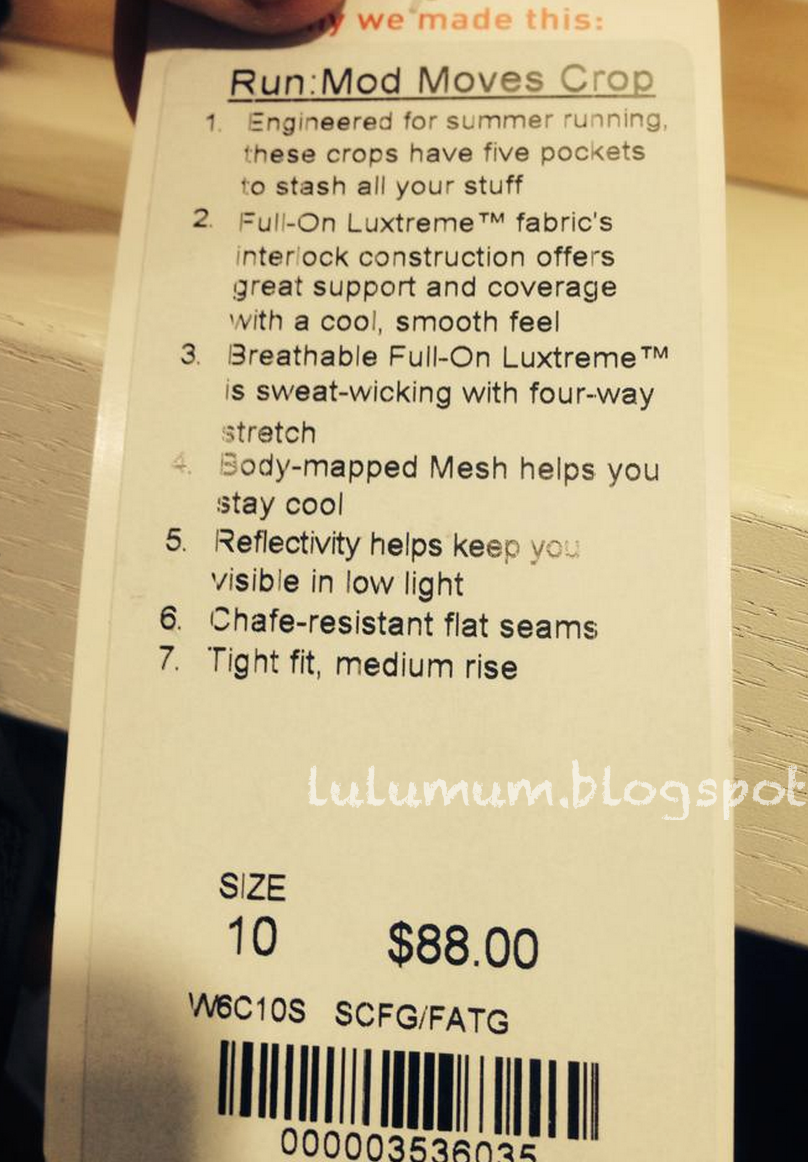 we made this:
Run:Mod Moves Crop
1. Engineered for summer running,
these crops have five pockets
to stash all your stuff
2. Full-On Luxtreme™ fabric's
interlock construction offers
great support and coverage
with a cool, smooth feel
3. Breathable Full-On Luxtreme™
is sweat-wicking with four-way
stretch
4. Body-mapped Mesh helps you
stay cool
5. Reflectivity helps keep you
visible in low light
6. Chafe-resistant flat seams
7. Tight fit, medium rise
lulumum.blogspot
SIZE
10 $88.00
W6C10S SCFG/FATG
000003536035